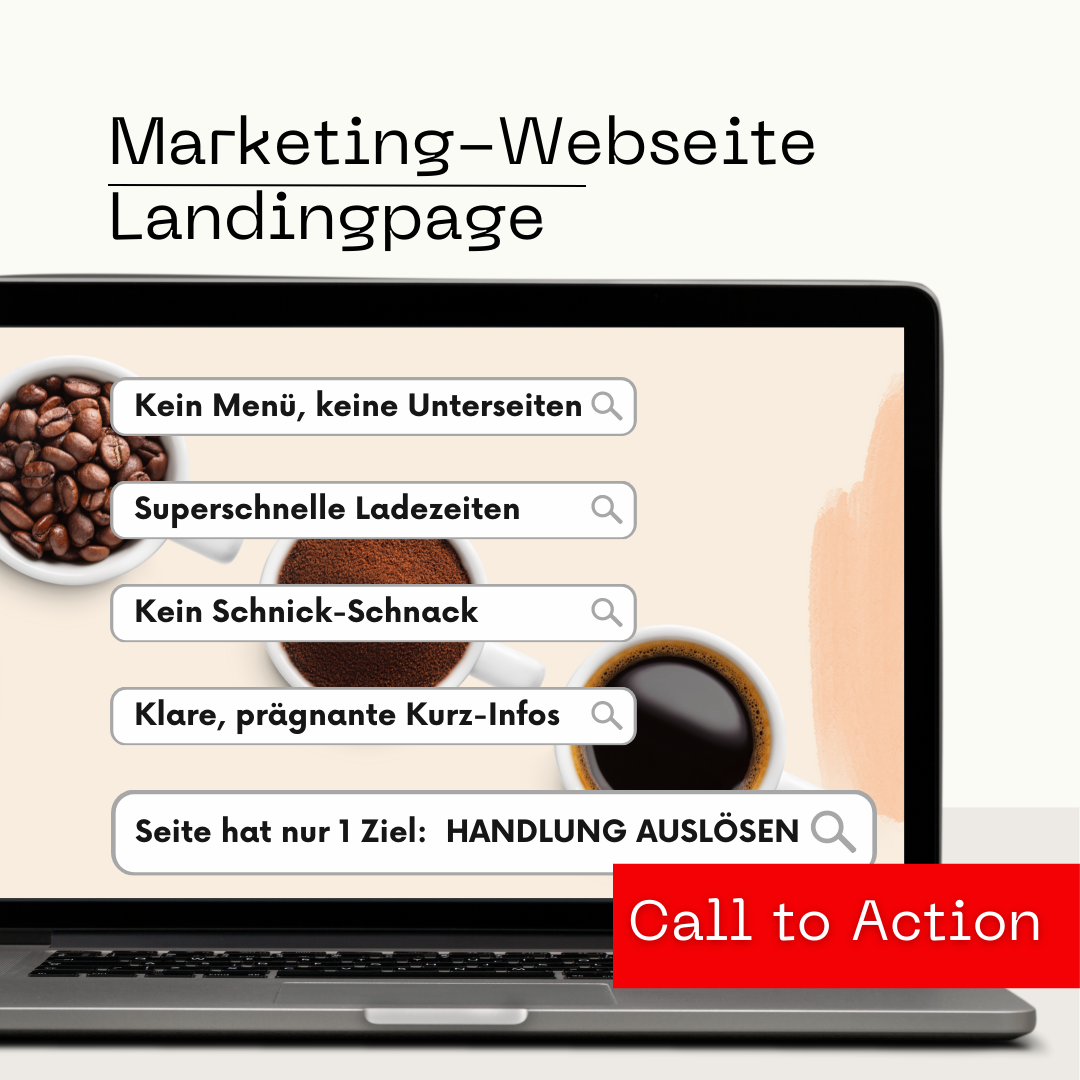 Marketing-Webseite
Landingpage
Kein Menü, keine Unterseiten
Superschnelle Ladezeiten
Kein Schnick-Schnack
Klare, prägnante Kurz-Infos
Seite hat nur 1 Ziel: HANDLUNG AUSLÖSEN
Call to Action